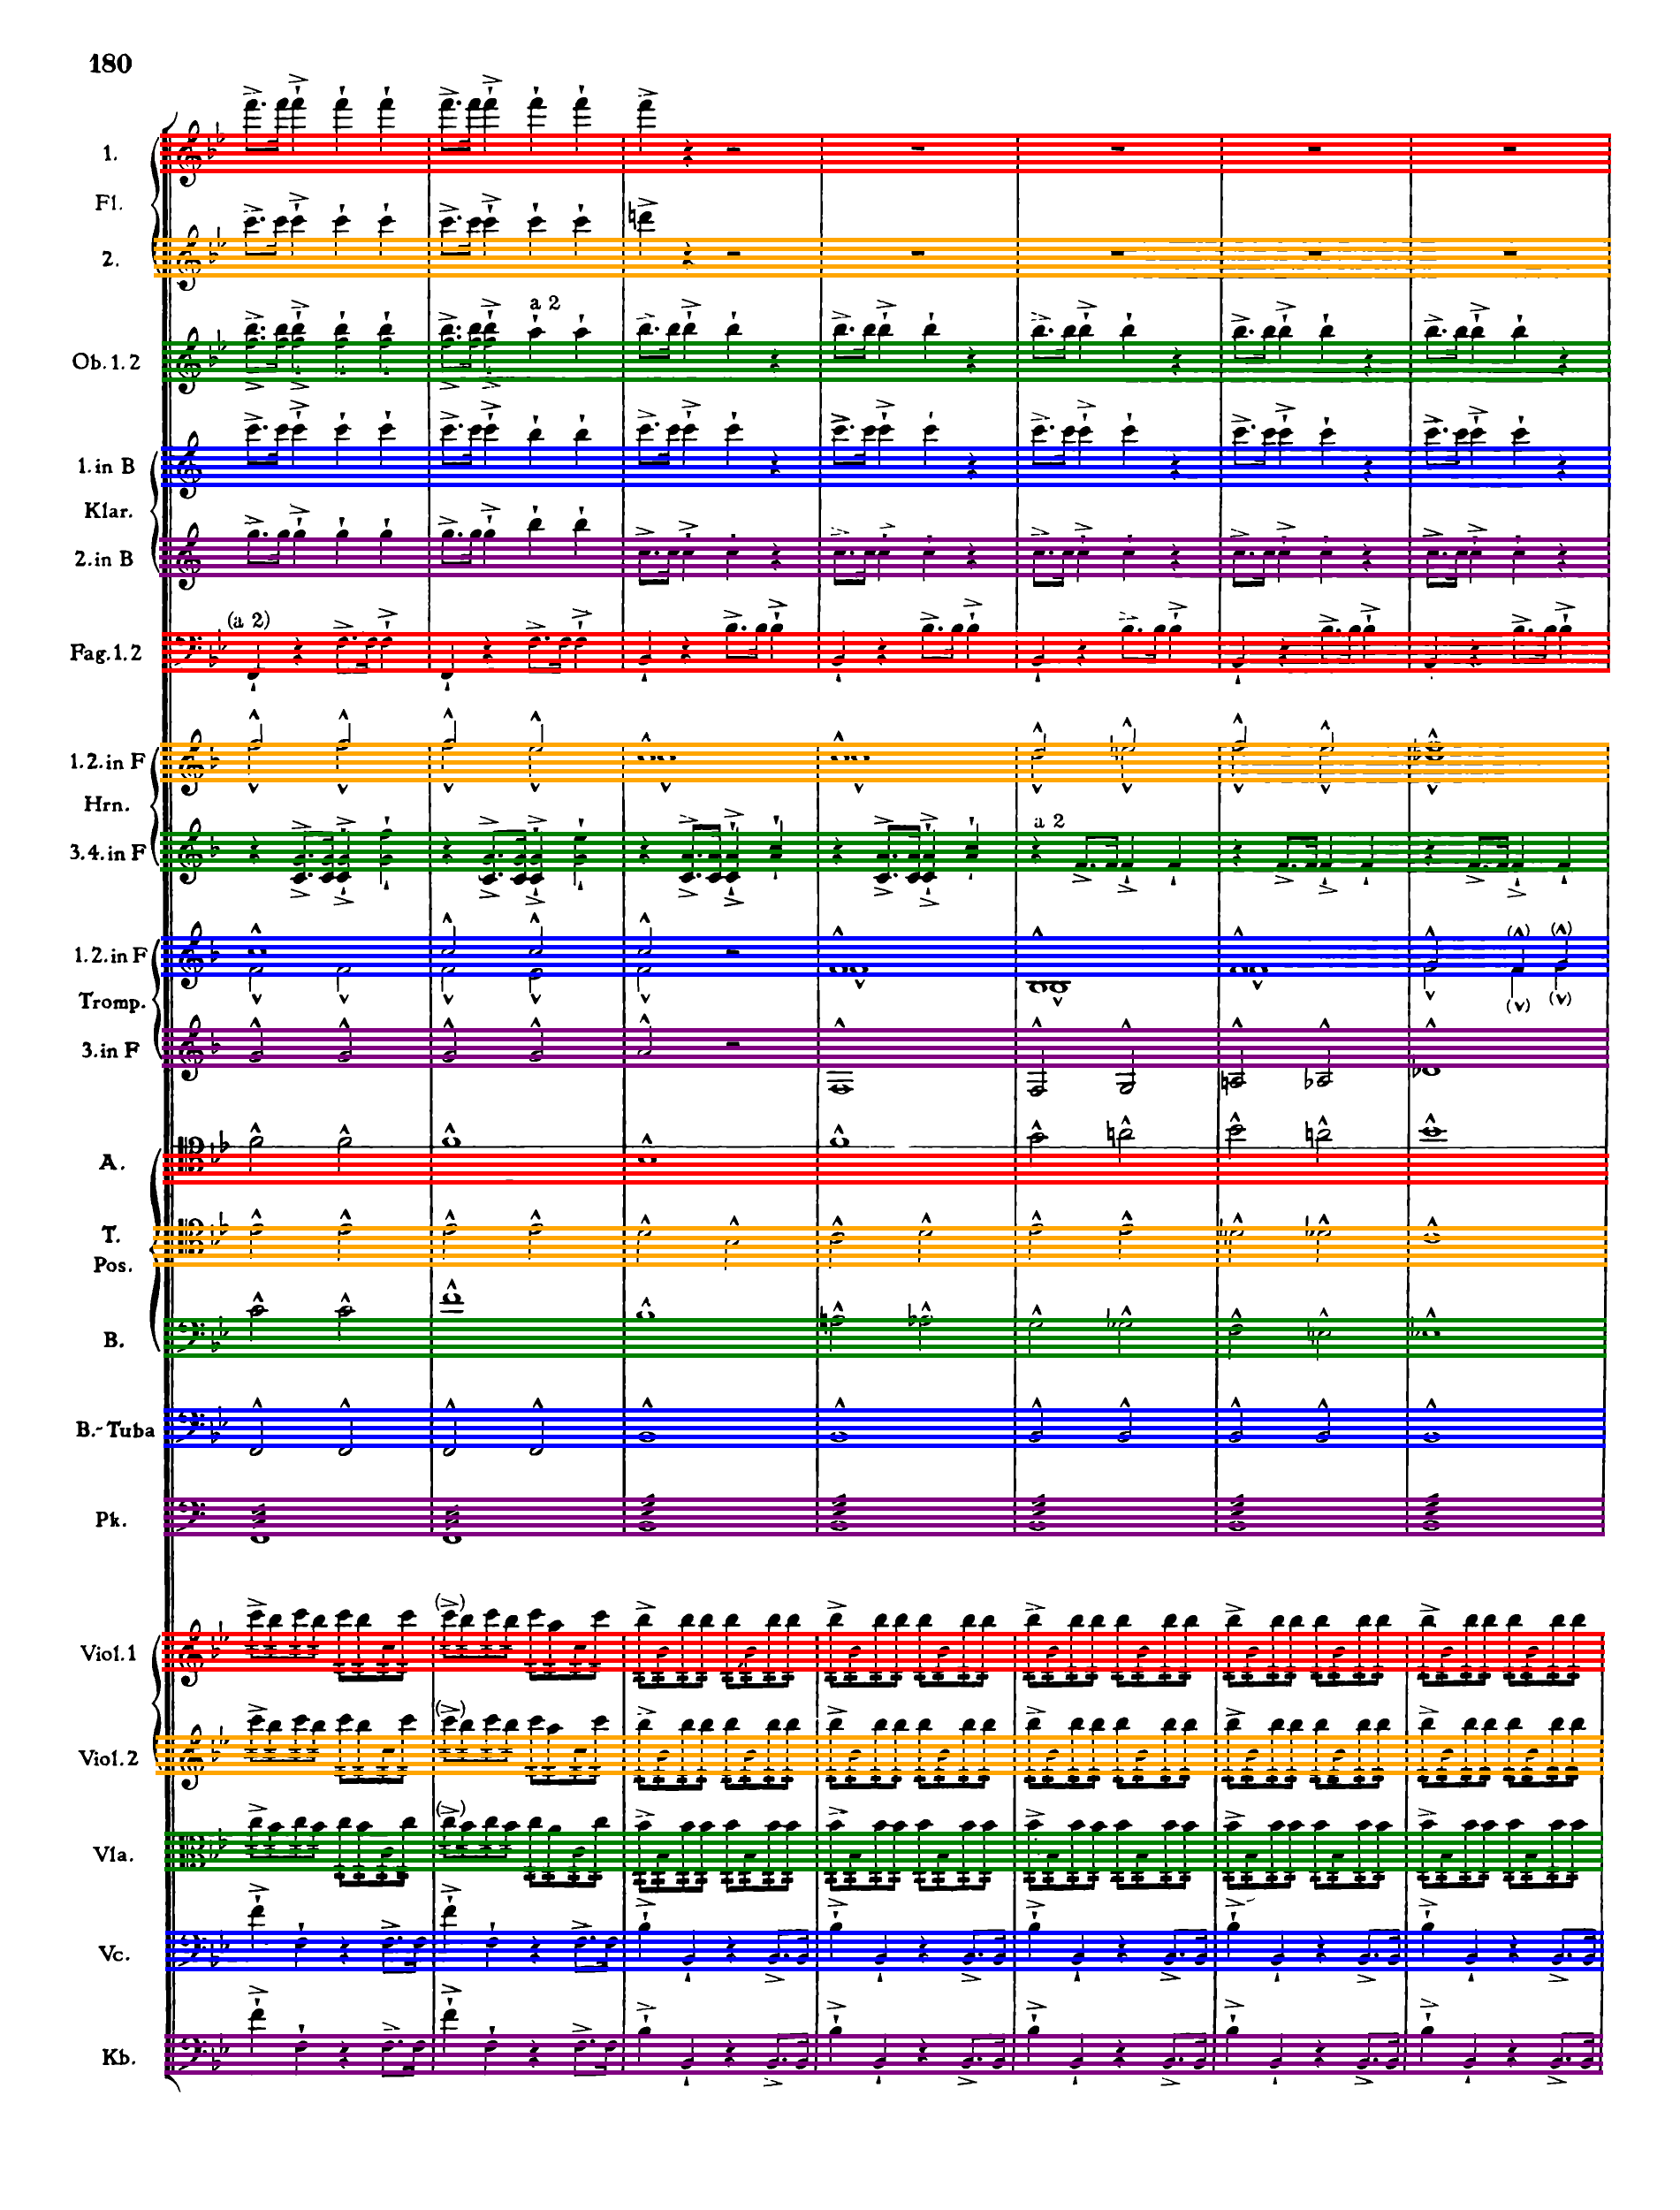 180
1.
Fl.
2.
a 2
Ob. 1. 2
1. in B
Klar.
2. in B
(a 2)
Fag. 1. 2
1. 2. in F
Hrn.
a 2
3. 4. in F
1. 2. in F
Tromp.
3. in F
A.
T.
Pos.
B.
B.-Tuba
Pk.
Viol. 1
Viol. 2
Vla.
Vc.
Kb.